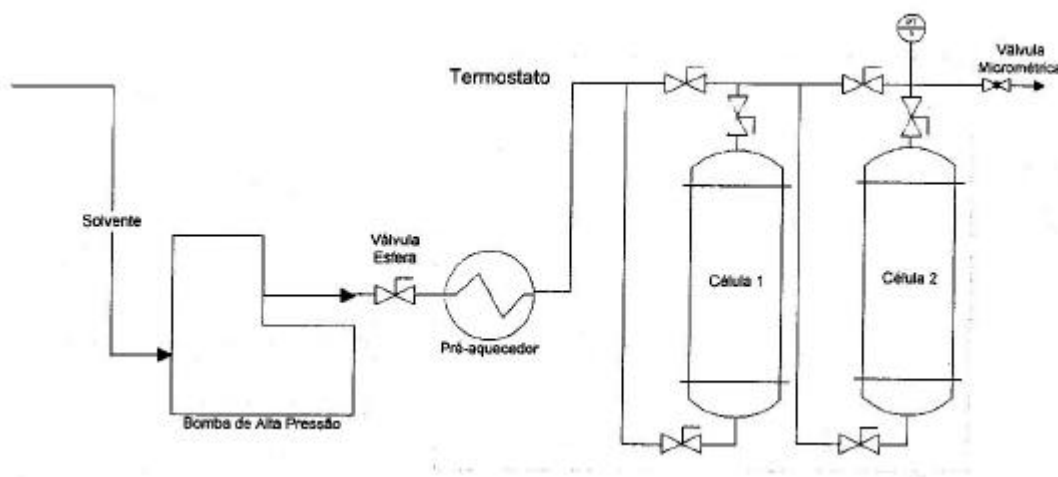 Válvula
Micrométrica
Termostato
Solvente
Válvula
Esfera
Célula 1
Célula 2
Pré-aquecedor
Bomba de Alta Pressão